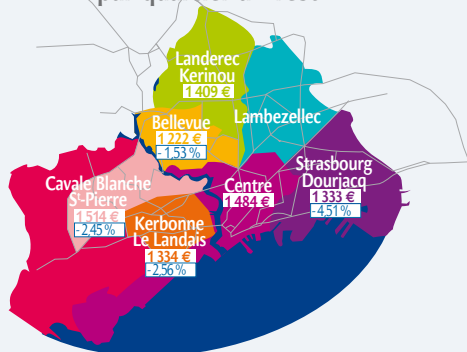 Landerec
Kerinou
1 409 €
Bellevue
1 222 €
- 1,53 %
Lambezellec
Strasbourg
Dourjacq
1 333 €
-4,51 %
Cavale Blanche
St-Pierre
1 514 €
-2,45 %
Centre
1 484 €
Kerbonne
Le Landais
1 334 €
-2,56 %